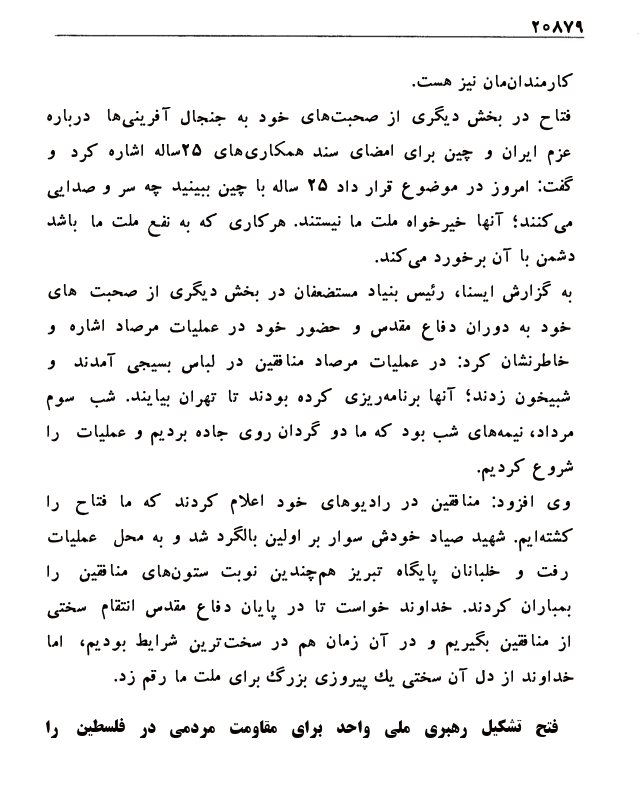 ۲۰۸۷۹
کارمندان‌مان نیز هست.
فتاح در بخش دیگری از صحبت‌های خود به جنجال آفرینی‌ها درباره
عزم ایران و چین برای امضای سند همکاری‌های ۲۵ساله اشاره کرد و
گفت: امروز در موضوع قرار داد ۲۵ ساله با چین ببینید چه سر و صدایی
می‌کنند؛ آنها خیرخواه ملت ما نیستند. هرکاری که به نفع ملت ما باشد
دشمن با آن برخورد می‌کند.
به گزارش ایسنا، رئیس بنیاد مستضعفان در بخش دیگری از صحبت های
خود به دوران دفاع مقدس و حضور خود در عملیات مرصاد اشاره و
خاطرنشان کرد: در عملیات مرصاد منافقین در لباس بسیجی آمدند و
شبیخون زدند؛ آنها برنامه‌ریزی کرده بودند تا تهران بیایند. شب سوم
مرداد، نیمه‌های شب بود که ما دو گردان روی جاده بردیم و عملیات را
شروع کردیم.
وی افزود: منافقین در رادیوهای خود اعلام کردند که ما فتاح را
کشته‌ایم. شهید صیاد خودش سوار بر اولین بالگرد شد و به محل عملیات
رفت و خلبانان پایگاه تبریز هم‌چندین نوبت ستون‌های منافقین را
بمباران کردند. خداوند خواست تا در پایان دفاع مقدس انتقام سختی
از منافقین بگیریم و در آن زمان هم در سخت‌ترین شرایط بودیم، اما
خداوند از دل آن سختی یك پیروزی بزرگ برای ملت ما رقم زد.
فتح تشکیل رهبری ملی واحد برای مقاومت مردمی در فلسطین را